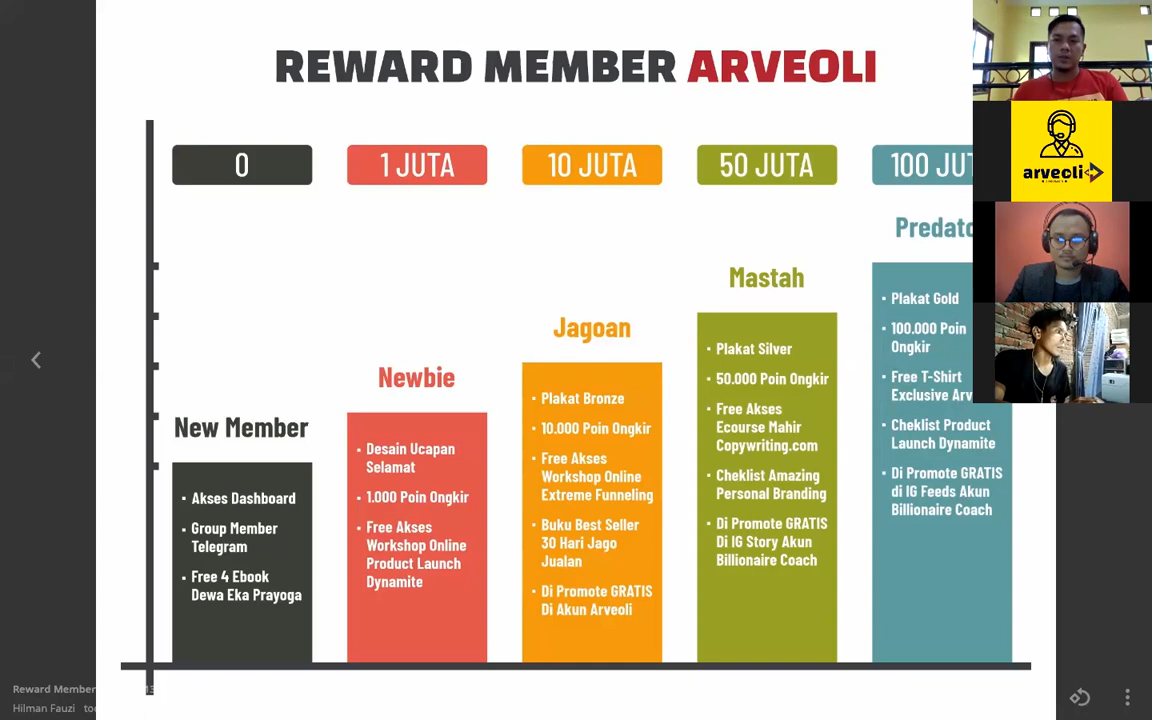 REWARD MEMBER ARVEOLI
0
1 JUTA
10 JUTA
50 JUTA
100 JUT
New Member
• Akses Dashboard
• Group Member
Telegram
• Free 4 Ebook
Dewa Eka Prayoga
Newbie
• Desain Ucapan
Selamat
• 1.000 Poin Ongkir
• Free Akses
Workshop Online
Product Launch
Dynamite
Jagoan
• Plakat Bronze
• 10.000 Poin Ongkir
• Free Akses
Workshop Online
Extreme Funneling
• Buku Best Seller
30 Hari Jago
Jualan
• Di Promote GRATIS
Di Akun Arveoli
Mastah
• Plakat Silver
• 50.000 Poin Ongkir
• Free Akses
Ecourse Mahir
Copywriting.com
• Cheklist Amazing
Personal Branding
• Di Promote GRATIS
Di IG Story Akun
Billionaire Coach
Predato
• Plakat Gold
• 100.000 Poin
Ongkir
• Free T-Shirt
Exclusive Arv
• Cheklist Product
Launch Dynamite
• Di Promote GRATIS
di IG Feeds Akun
Billionaire Coach
arveoli
Reward Member
Hilman Fauzi